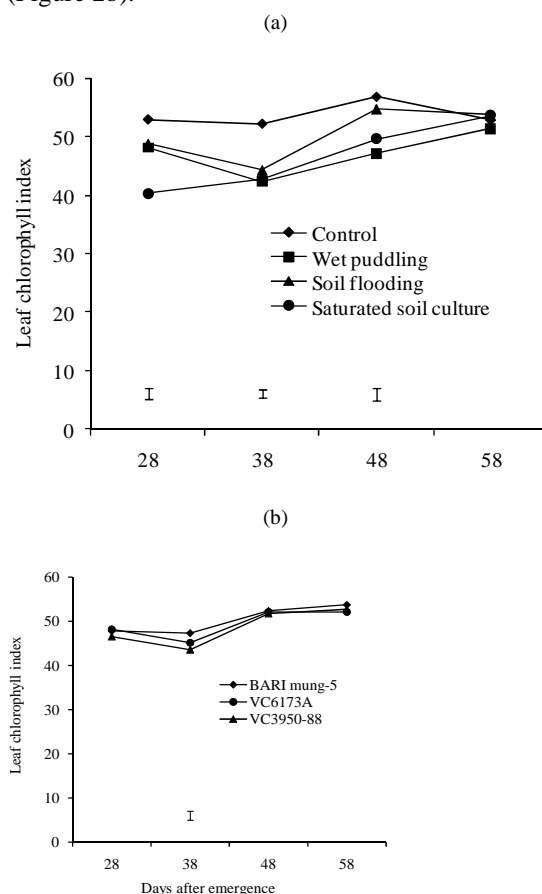 (Figure 2b).
(a)
60
50
40
30
20
10
0
Leaf chlorophyll index
Control
Wet puddling
Soil flooding
Saturated soil culture
28 38 48 58
(b)
60
50
40
30
20
10
0
Leaf chlorophyll index
BARI mung-5
VC6173A
VC3950-88
28 38 48 58
Days after emergence